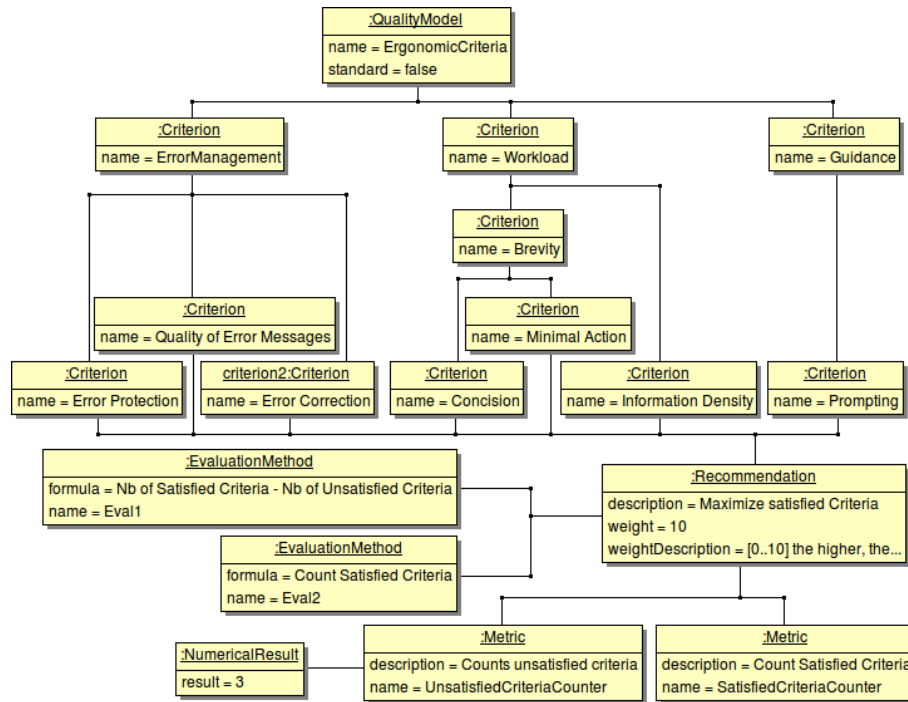 :QualityModel
name = ErgonomicCriteria
standard = false
:Criterion
name = ErrorManagement
:Criterion
name = Workload
:Criterion
name = Guidance
:Criterion
name = Brevity
:Criterion
name = Quality of Error Messages
:Criterion
name = Minimal Action
:Criterion
name = Error Protection
criterion2:Criterion
name = Error Correction
:Criterion
name = Concision
:Criterion
name = Information Density
:Criterion
name = Prompting
:EvaluationMethod
formula = Nb of Satisfied Criteria - Nb of Unsatisfied Criteria
name = Eval1
:Recommendation
description = Maximize satisfied Criteria
weight = 10
weightDescription = [0..10] the higher, the...
:EvaluationMethod
formula = Count Satisfied Criteria
name = Eval2
:NumericalResult
result = 3
:Metric
description = Counts unsatisfied criteria
name = UnsatisfiedCriteriaCounter
:Metric
description = Count Satisfied Criteria
name = SatisfiedCriteriaCounter